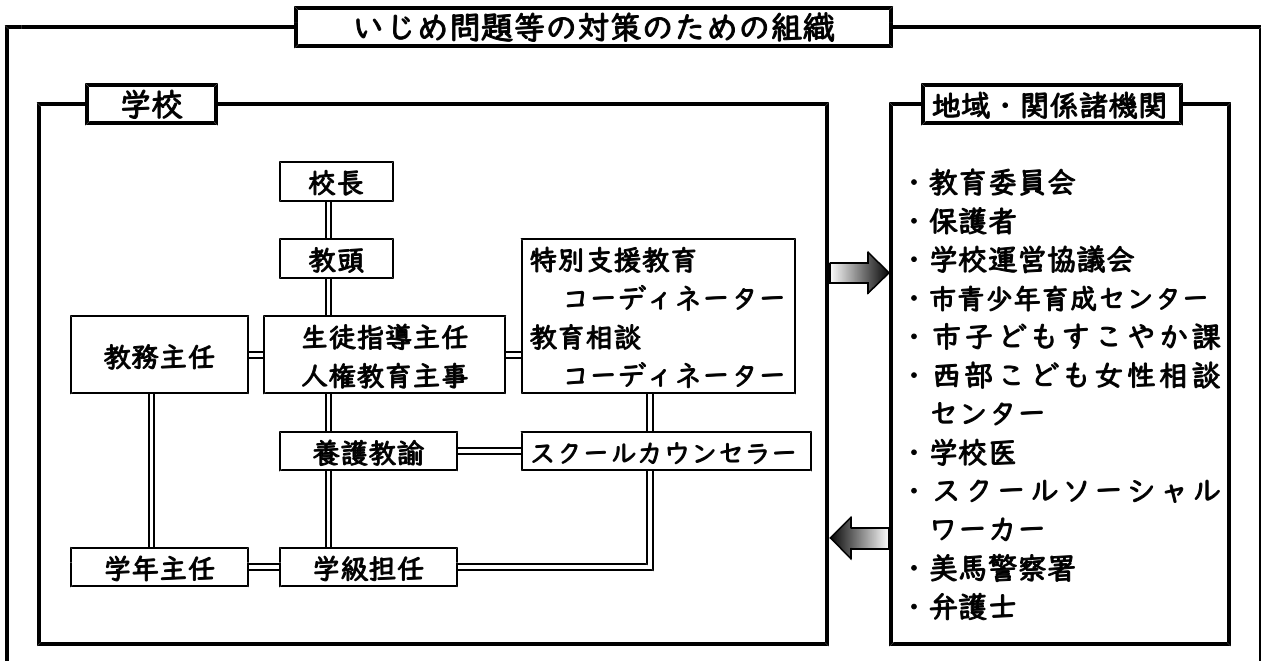 いじめ問題等の対策のための組織
学校
校長
教頭
特別支援教育
コーディネーター
教育相談
コーディネーター
教務主任
生徒指導主任
人権教育主事
養護教諭
スクールカウンセラー
学年主任
学級担任
地域・関係諸機関
・教育委員会
・保護者
・学校運営協議会
・市青少年育成センター
・市子どもすこやか課
・西部こども女性相談
センター
・学校医
・スクールソーシャル
ワーカー
・美馬警察署
・弁護士